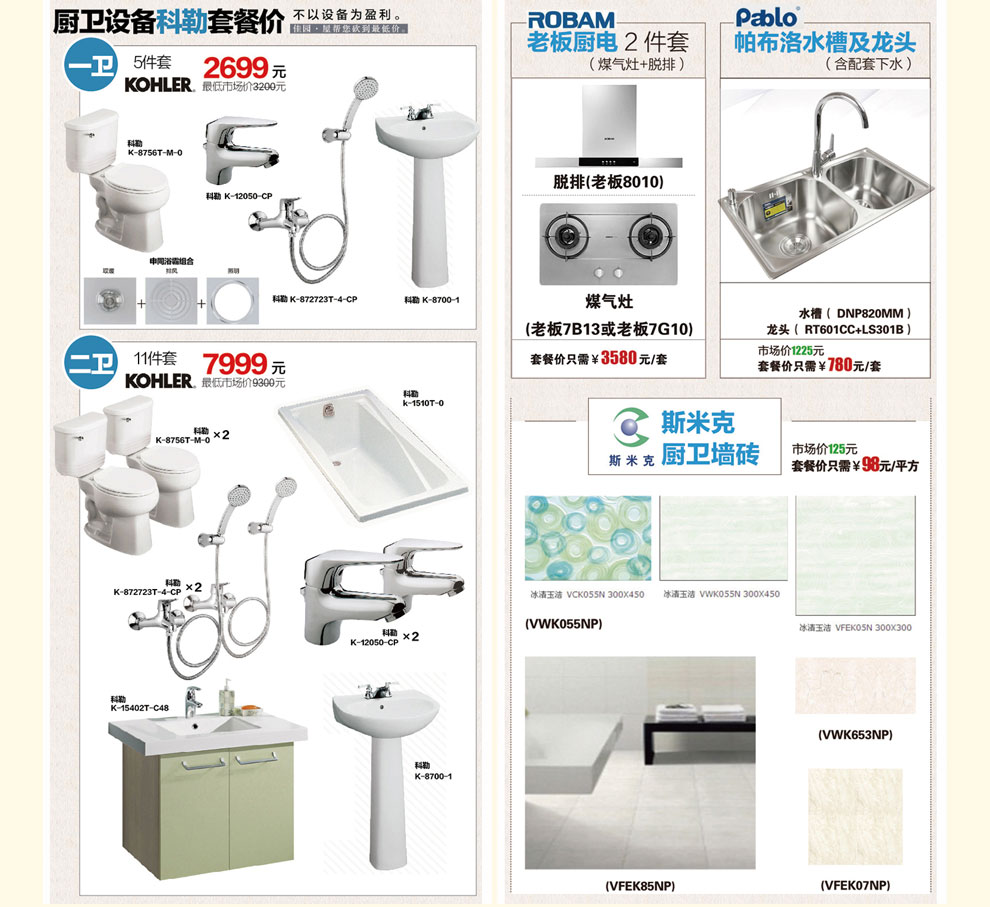 厨卫设备科勒套餐价 不以设备为盈利。
佳园·屋帮您砍到最低价。
一卫 5件套 2699元
KOHLER. 最低市场价3200元
科勒
K-8756T-M-0
科勒 K-12050-CP
申同浴霸组合
取暖 排风 照明
+ +
科勒 K-872723T-4-CP
科勒 K-8700-1
二卫 11件套 7999元
KOHLER. 最低市场价9300元
科勒
K-8756T-M-0 ×2
科勒
k-1510T-0
科勒
K-872723T-4-CP ×2
科勒
K-12050-CP ×2
科勒
K-15402T-C48
科勒
K-8700-1
ROBAM
老板厨电2件套
(煤气灶+脱排)
脱排(老板8010)
煤气灶
(老板7B13或老板7G10)
套餐价只需¥3580元/套
Pablo
帕布洛水槽及龙头
(含配套下水)
水槽(DNP820MM)
龙头(RT601CC+LS301B)
市场价1225元
套餐价只需¥780元/套
斯米克
斯米克
厨卫墙砖
市场价125元
套餐价只需¥98元/平方
冰清玉洁 VCK055N 300X450
冰清玉洁 VWK055N 300X450
冰清玉洁 VFEK05N 300X300
(VWK055NP)
(VWK653NP)
(VFEK85NP)
(VFEK07NP)